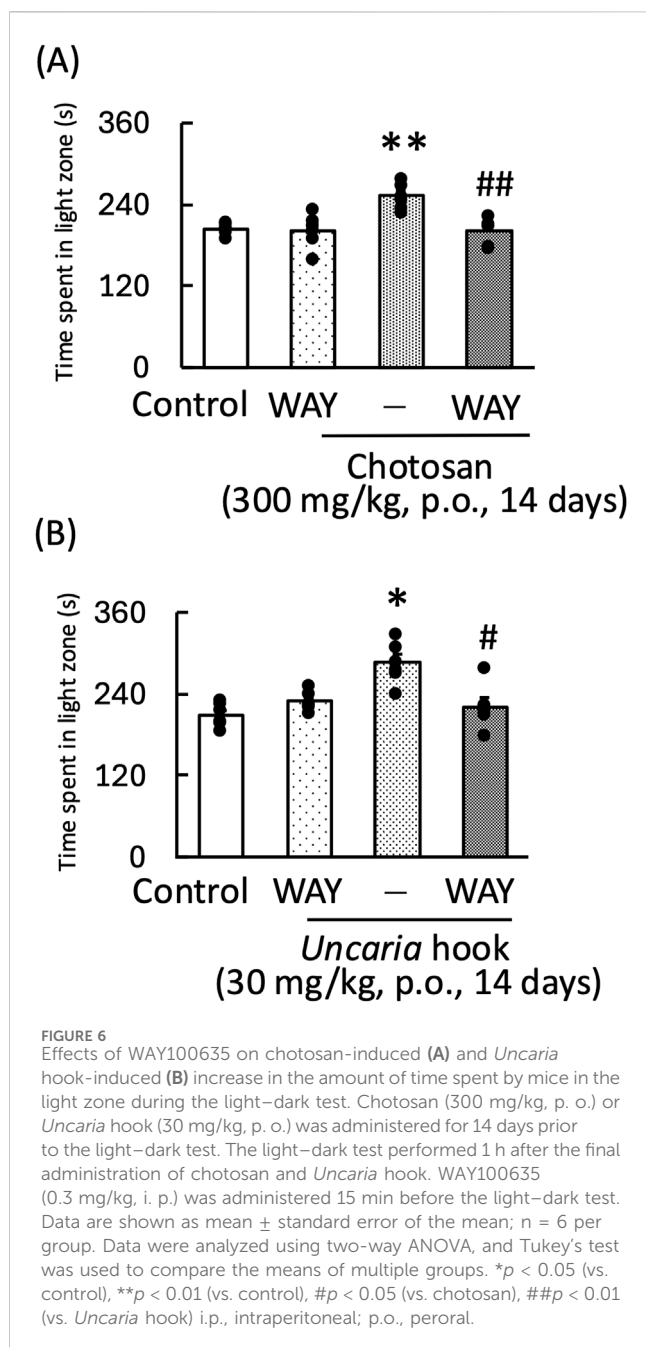 (A)
Time spent in light zone (s)
360
240
120
0
**
##
Control WAY – WAY
Chotosan
(300 mg/kg, p.o., 14 days)
(B)
Time spent in light zone (s)
360
240
120
0
*
#
Control WAY – WAY
Uncaria hook
(30 mg/kg, p.o., 14 days)
FIGURE 6
Effects of WAY100635 on chotosan-induced (A) and Uncaria
hook-induced (B) increase in the amount of time spent by mice in the
light zone during the light–dark test. Chotosan (300 mg/kg, p. o.) or
Uncaria hook (30 mg/kg, p. o.) was administered for 14 days prior
to the light–dark test. The light–dark test performed 1 h after the final
administration of chotosan and Uncaria hook. WAY100635
(0.3 mg/kg, i. p.) was administered 15 min before the light–dark test.
Data are shown as mean ± standard error of the mean; n = 6 per
group. Data were analyzed using two-way ANOVA, and Tukey's test
was used to compare the means of multiple groups. *p < 0.05 (vs.
control), **p < 0.01 (vs. control), #p < 0.05 (vs. chotosan), ##p < 0.01
(vs. Uncaria hook) i.p., intraperitoneal; p.o., peroral.